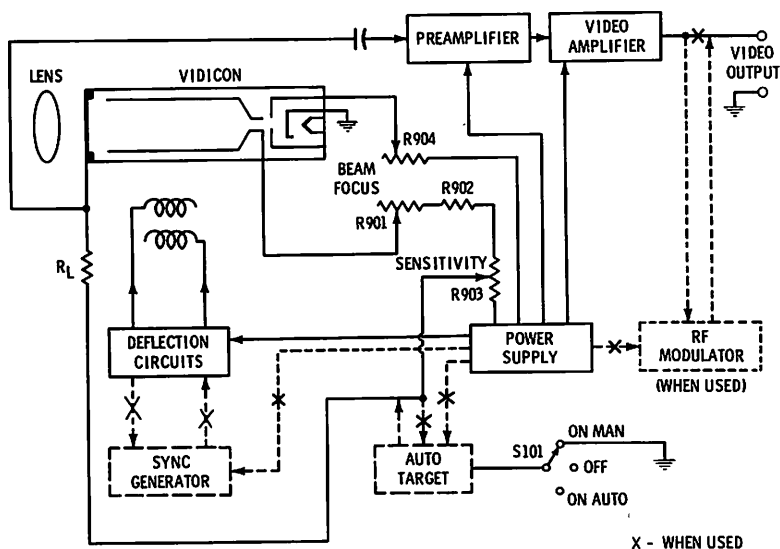 PREAMPLIFIER
VIDEO
AMPLIFIER
VIDEO
OUTPUT
LENS
VIDICON
R904
BEAM
FOCUS
R902
R901
SENSITIVITY
R903
RL
DEFLECTION
CIRCUITS
POWER
SUPPLY
RF
MODULATOR
(WHEN USED)
SYNC
GENERATOR
AUTO
TARGET
S101
ON MAN
OFF
ON AUTO
X - WHEN USED